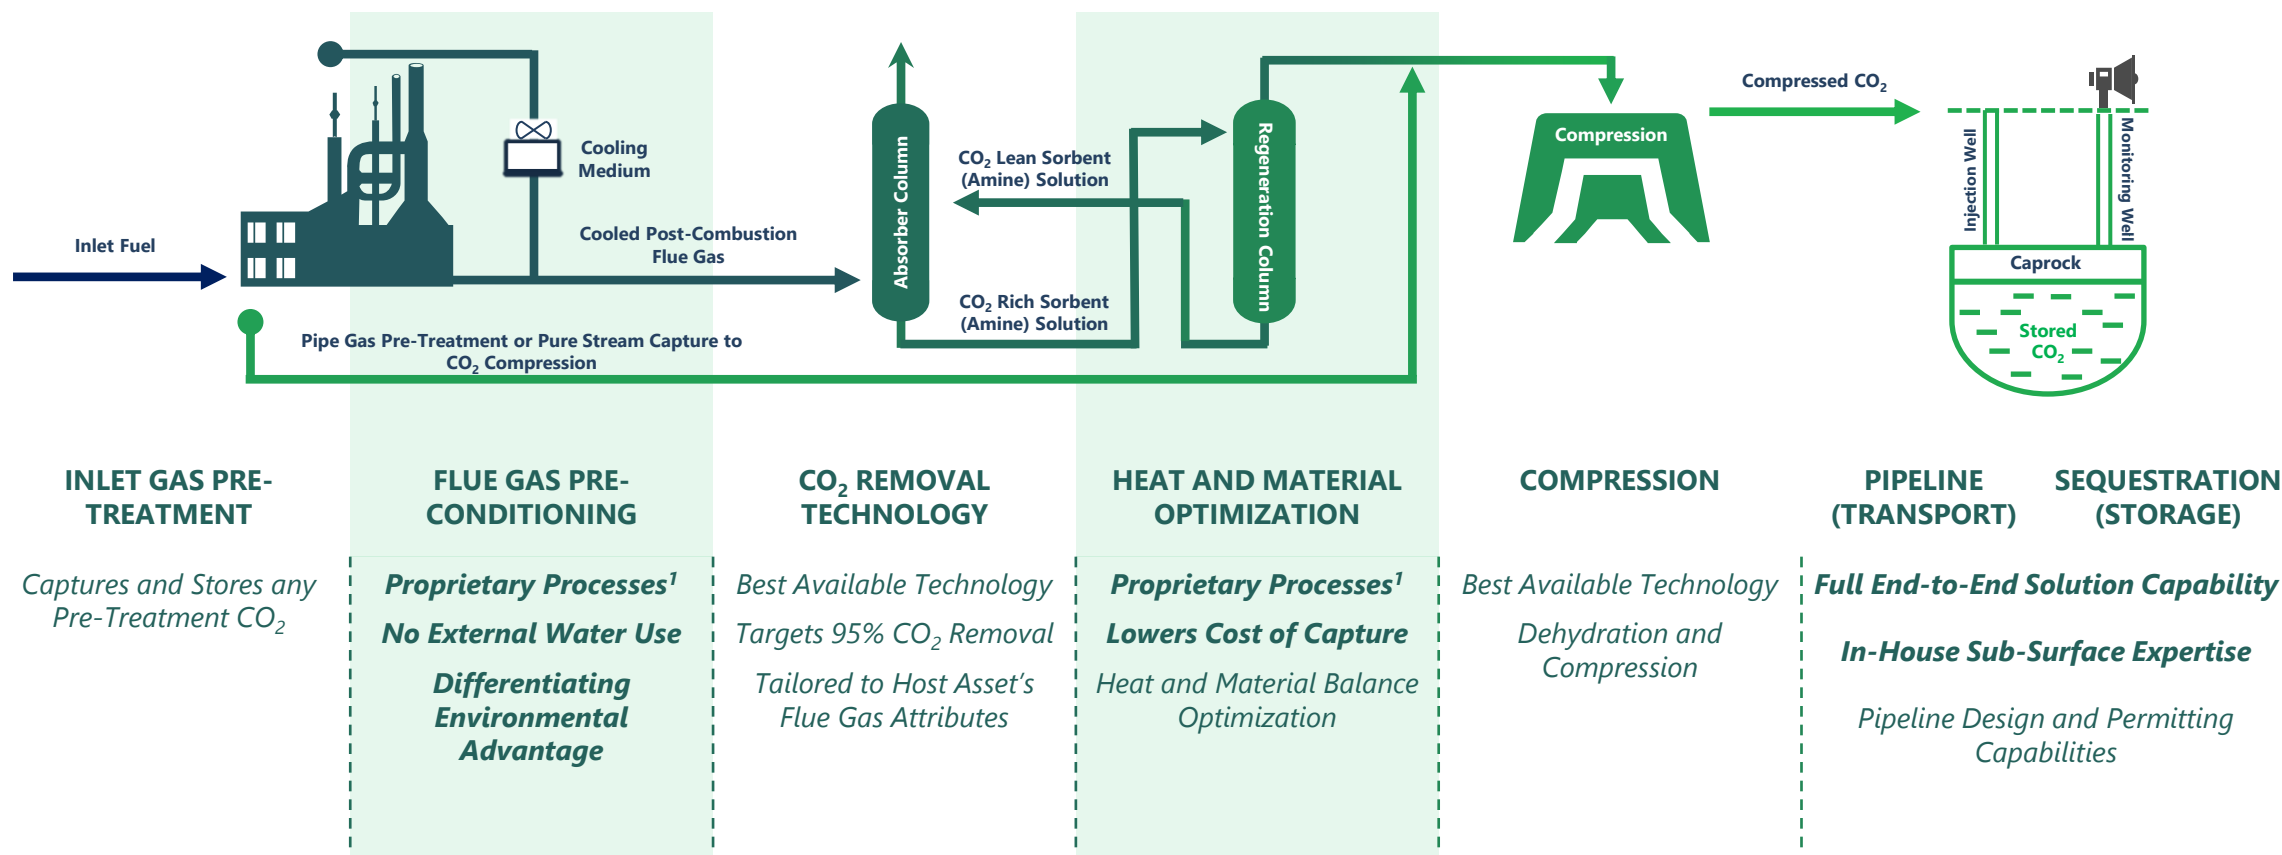 Inlet Fuel
Cooling
Medium
Cooled Post-Combustion
Flue Gas
Pipe Gas Pre-Treatment or Pure Stream Capture to
CO₂ Compression
Absorber Column
CO₂ Lean Sorbent
(Amine) Solution
CO₂ Rich Sorbent
(Amine) Solution
Regeneration Column
Compression
Compressed CO₂
Injection Well
Monitoring Well
Caprock
Stored
CO₂
INLET GAS PRE-
TREATMENT
Captures and Stores any
Pre-Treatment CO₂
FLUE GAS PRE-
CONDITIONING
Proprietary Processes¹
No External Water Use
Differentiating
Environmental
Advantage
CO₂ REMOVAL
TECHNOLOGY
Best Available Technology
Targets 95% CO₂ Removal
Tailored to Host Asset’s
Flue Gas Attributes
HEAT AND MATERIAL
OPTIMIZATION
Proprietary Processes¹
Lowers Cost of Capture
Heat and Material Balance
Optimization
COMPRESSION
Best Available Technology
Dehydration and
Compression
PIPELINE
(TRANSPORT)
SEQUESTRATION
(STORAGE)
Full End-to-End Solution Capability
In-House Sub-Surface Expertise
Pipeline Design and Permitting
Capabilities